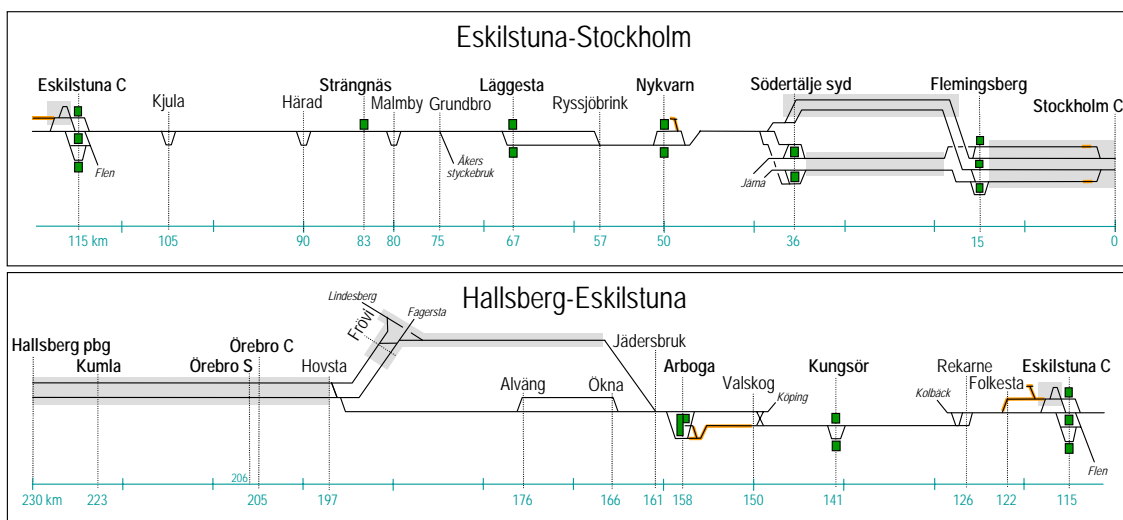 Eskilstuna-Stockholm
Eskilstuna C
Kjula
Härad
Strängnäs
Malmby
Grundbro
Läggesta
Ryssjöbrink
Nykvarn
Södertälje syd
Flemingsberg
Stockholm C
Flen
Åkers
styckebruk
Järna
115 km
105
90
83
80
75
67
57
50
36
15
0
Hallsberg-Eskilstuna
Lindesberg
Frövi
Fagersta
Hallsberg pbg
Kumla
Örebro S
Örebro C
Hovsta
Alväng
Ökna
Jädersbruk
Arboga
Valskog
Köping
Kungsör
Kolbäck
Rekarne
Folkesta
Eskilstuna C
Flen
230 km
223
206
205
197
176
166
161
158
150
141
126
122
115